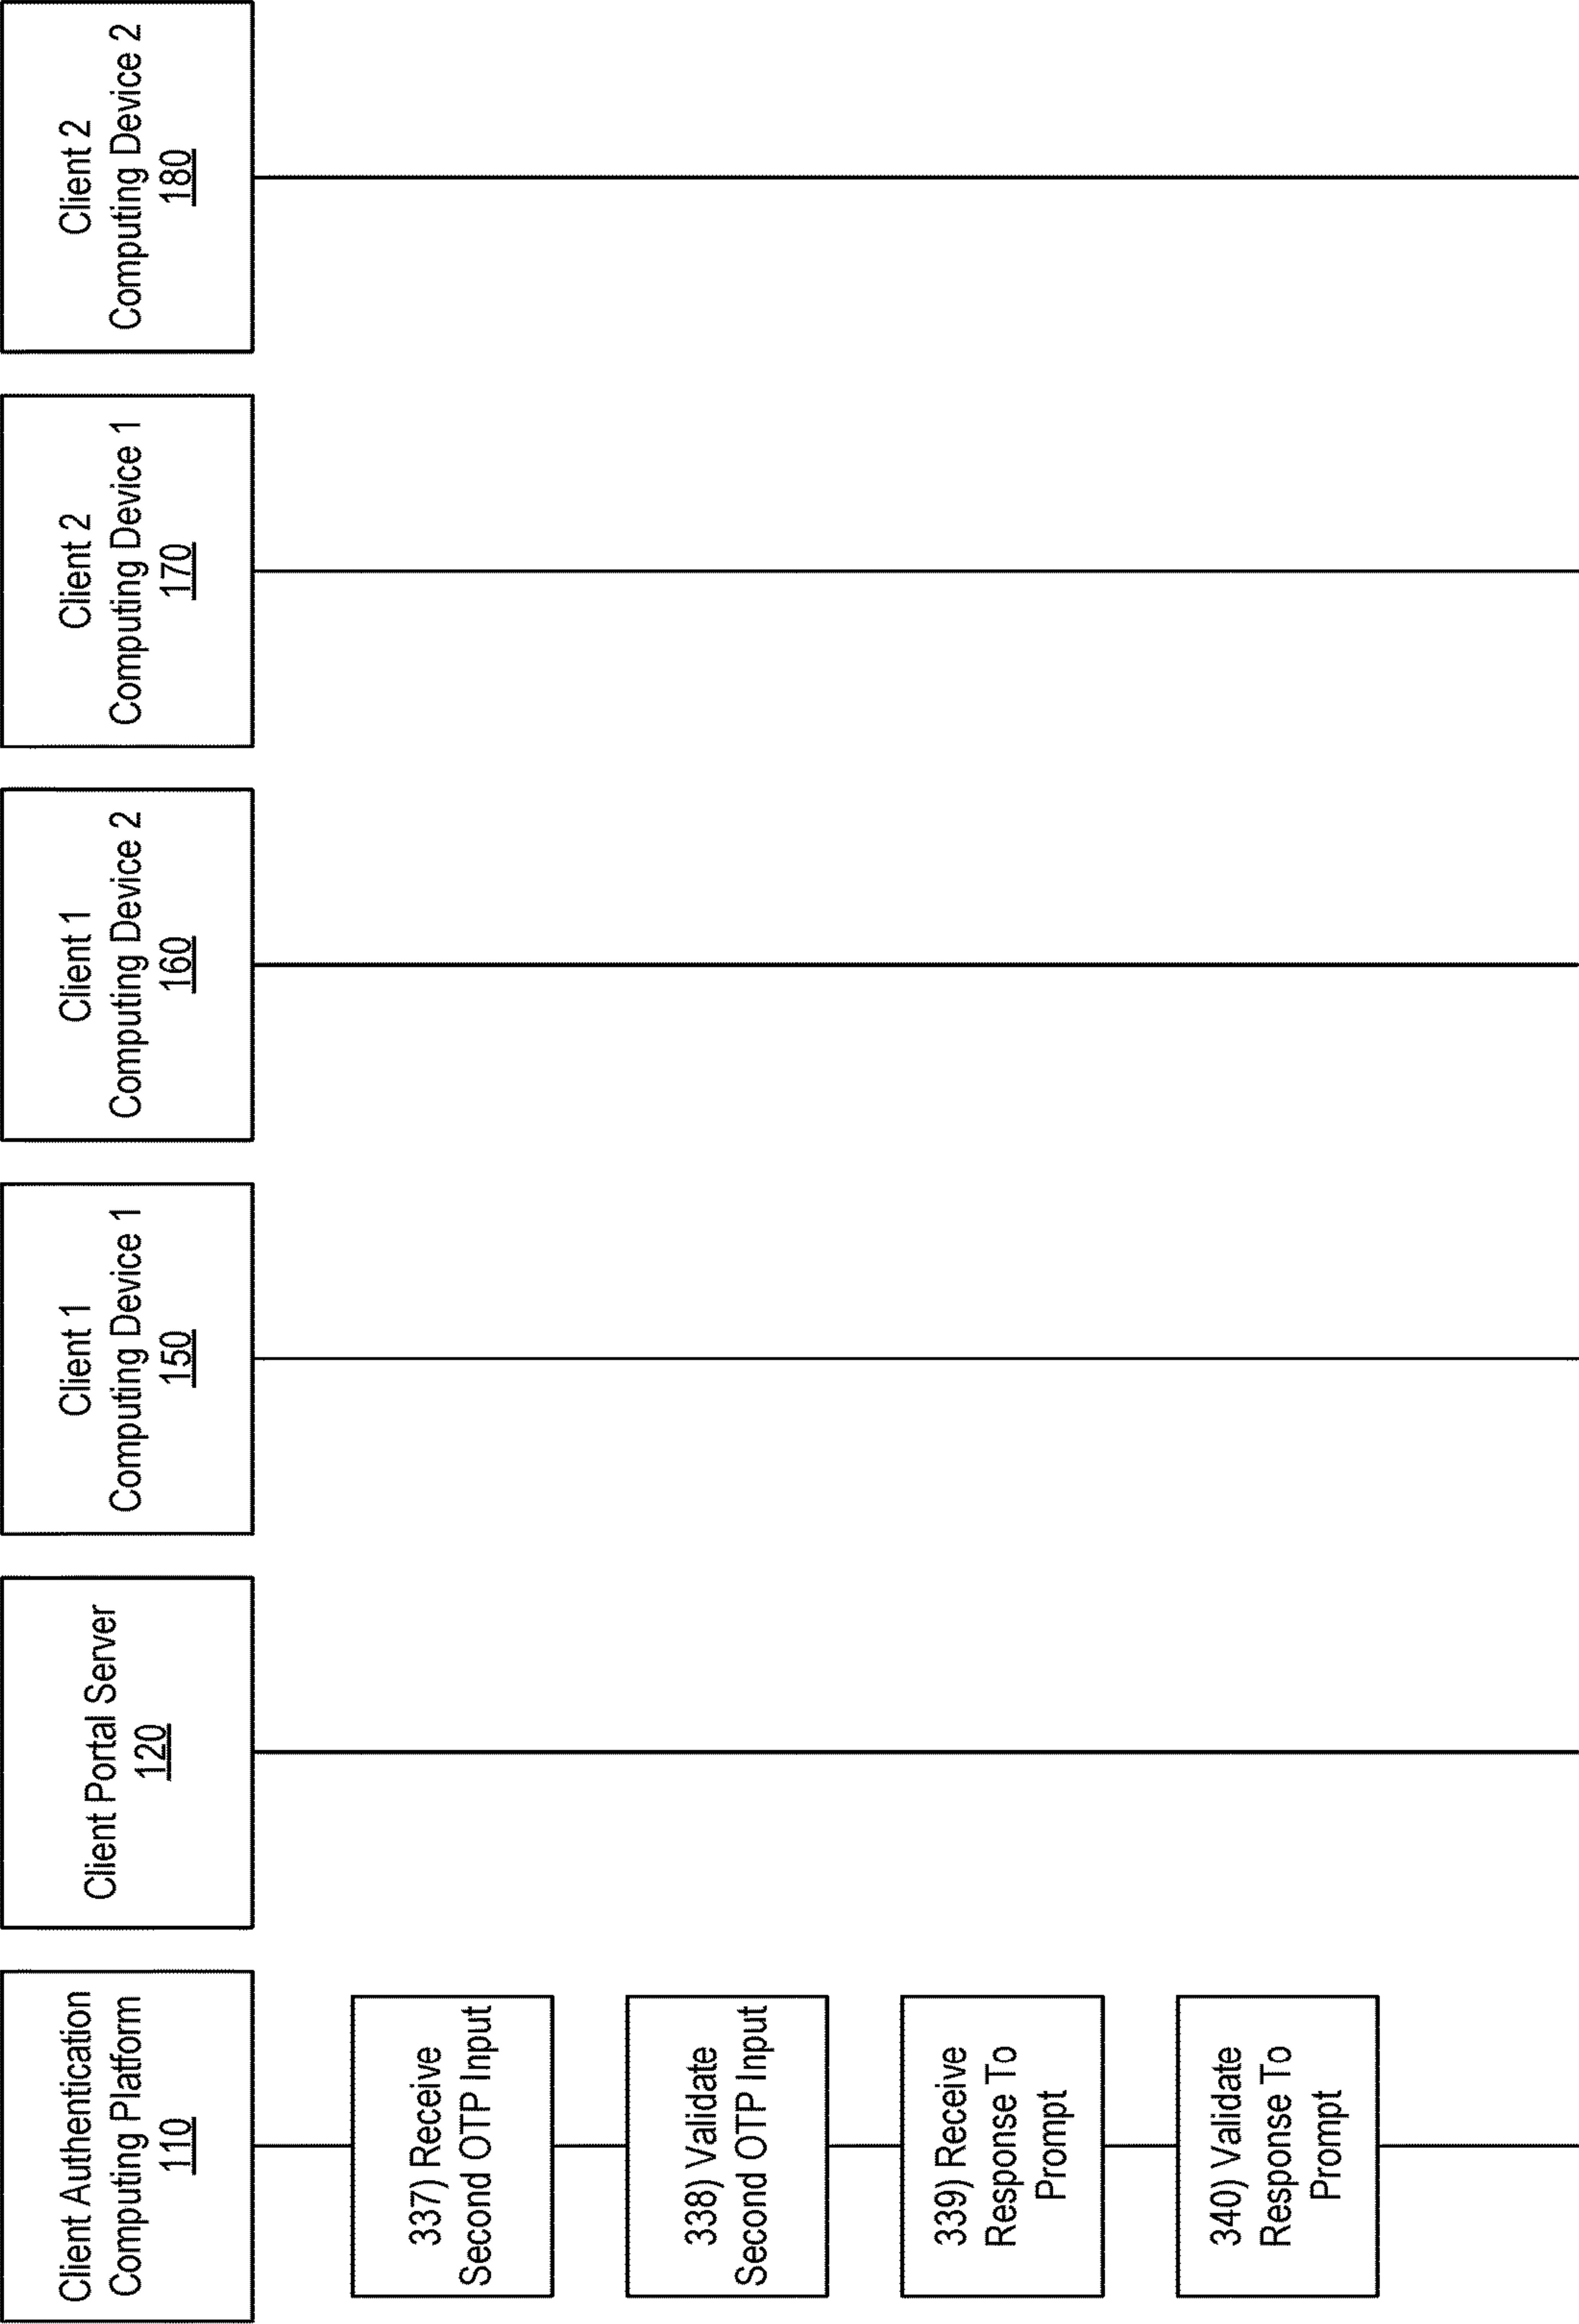 Client Authentication
Computing Platform
110
Client Portal Server
120
Client 1
Computing Device 1
150
Client 1
Computing Device 2
160
Client 2
Computing Device 1
170
Client 2
Computing Device 2
180
337) Receive
Second OTP Input
338) Validate
Second OTP Input
339) Receive
Response To
Prompt
340) Validate
Response To
Prompt